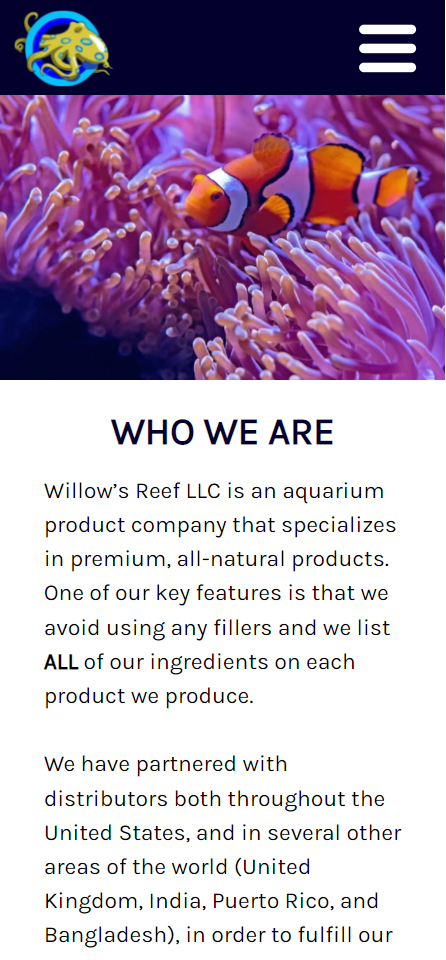 WHO WE ARE
Willow’s Reef LLC is an aquarium
product company that specializes
in premium, all-natural products.
One of our key features is that we
avoid using any fillers and we list
ALL of our ingredients on each
product we produce.
We have partnered with
distributors both throughout the
United States, and in several other
areas of the world (United
Kingdom, India, Puerto Rico, and
Bangladesh), in order to fulfill our